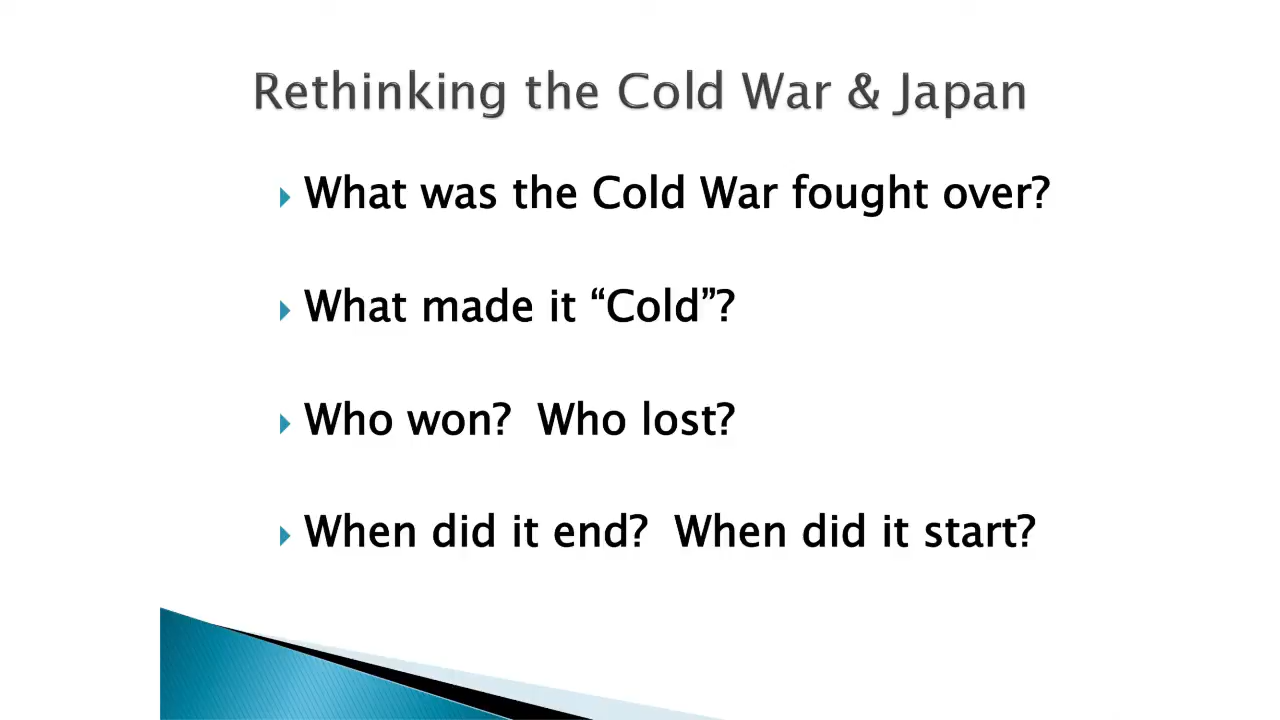 Rethinking the Cold War & Japan
What was the Cold War fought over?
What made it “Cold”?
Who won?  Who lost?
When did it end?  When did it start?